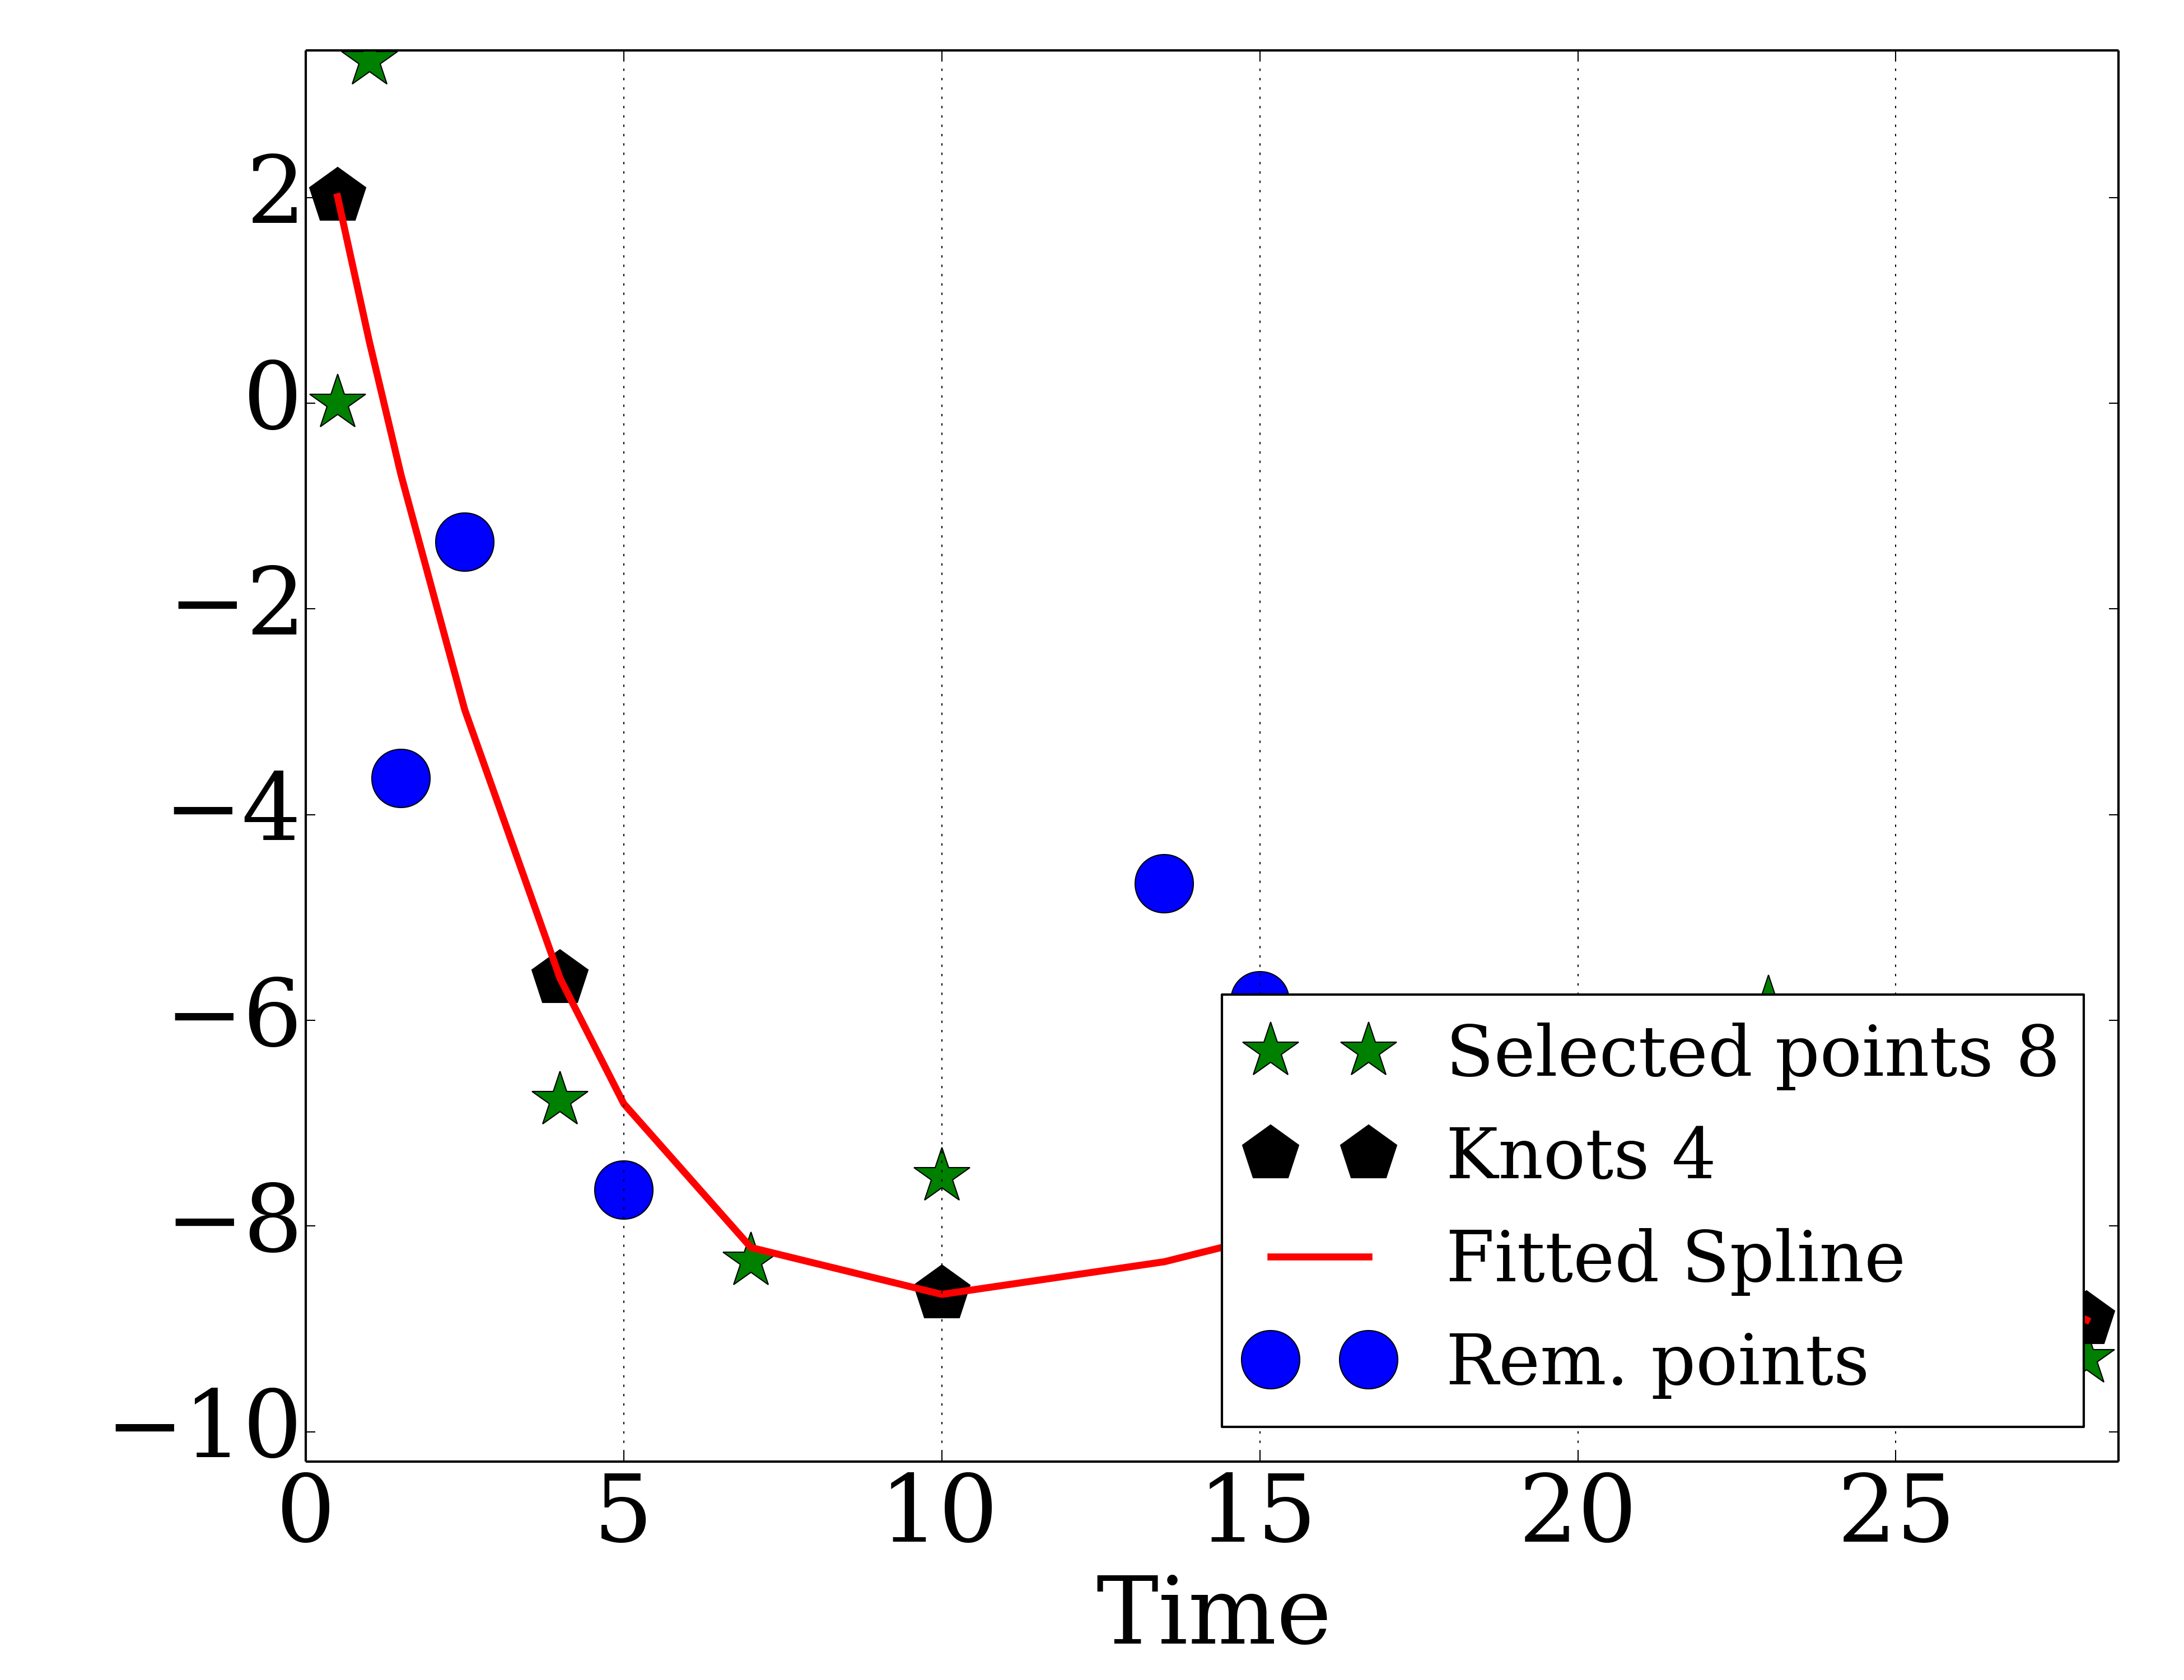 2
0
−2
−4
−6
−8
−10
0 5 10 15 20 25
Time
Selected points 8
Knots 4
Fitted Spline
Rem. points